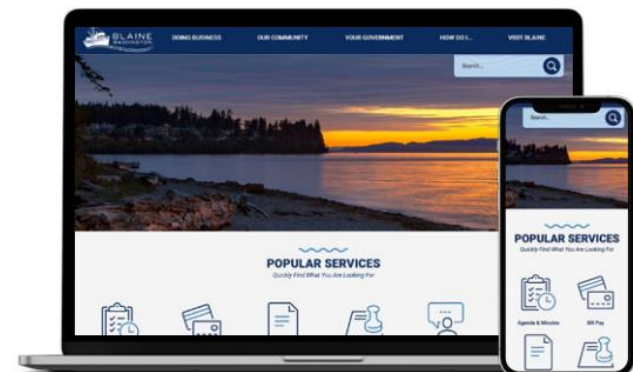 BLAINE
WASHINGTON
DOING BUSINESS
OUR COMMUNITY
YOUR GOVERNMENT
HOW DO I...
VISIT BLAINE
Search...
POPULAR SERVICES
Quickly Find What You Are Looking For
Search...
POPULAR SERVICES
Quickly Find What You Are Looking For
Agenda & Minutes
Bill Pay